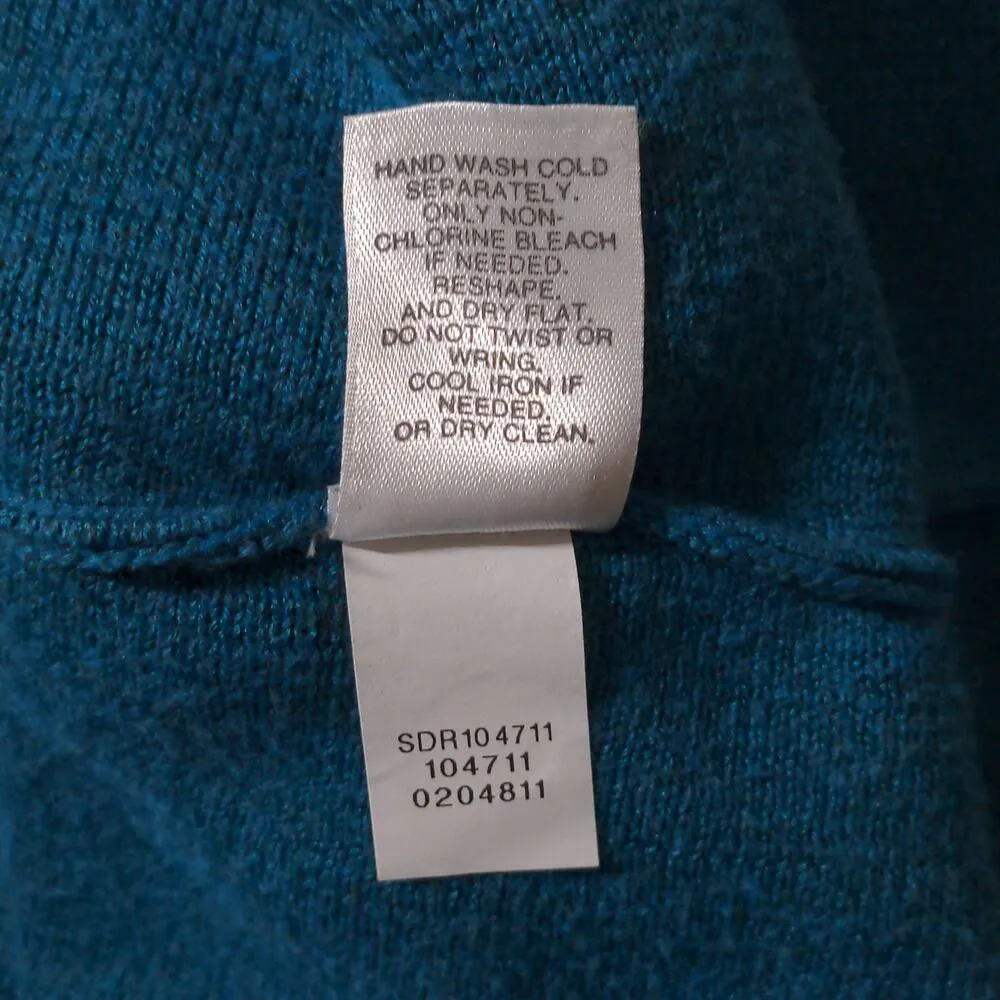 HAND WASH COLD
SEPARATELY.
ONLY NON-
CHLORINE BLEACH
IF NEEDED.
RESHAPE.
AND DRY FLAT.
DO NOT TWIST OR
WRING.
COOL IRON IF
NEEDED.
OR DRY CLEAN.
SDR104711
104711
0204811